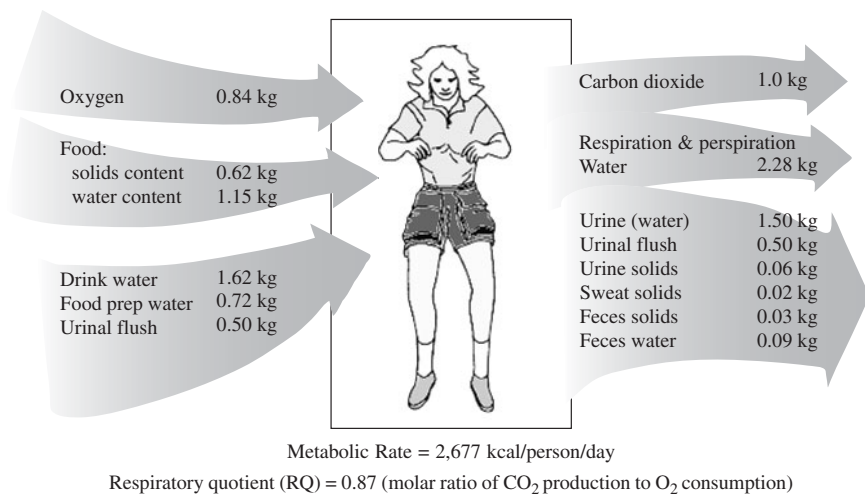 Oxygen 0.84 kg
Food:
solids content 0.62 kg
water content 1.15 kg
Drink water 1.62 kg
Food prep water 0.72 kg
Urinal flush 0.50 kg
Carbon dioxide 1.0 kg
Respiration & perspiration
Water 2.28 kg
Urine (water) 1.50 kg
Urinal flush 0.50 kg
Urine solids 0.06 kg
Sweat solids 0.02 kg
Feces solids 0.03 kg
Feces water 0.09 kg
Metabolic Rate = 2,677 kcal/person/day
Respiratory quotient (RQ) = 0.87 (molar ratio of CO₂ production to O₂ consumption)